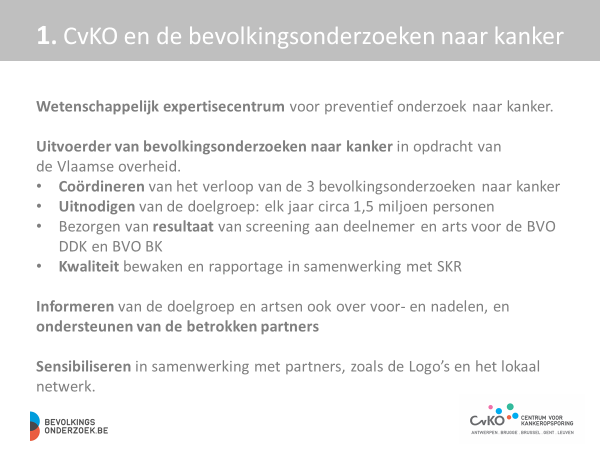 1. CvKO en de bevolkingsonderzoeken naar kanker
Wetenschappelijk expertisecentrum voor preventief onderzoek naar kanker.
Uitvoerder van bevolkingsonderzoeken naar kanker in opdracht van
de Vlaamse overheid.
• Coördineren van het verloop van de 3 bevolkingsonderzoeken naar kanker
• Uitnodigen van de doelgroep: elk jaar circa 1,5 miljoen personen
• Bezorgen van resultaat van screening aan deelnemer en arts voor de BVO
DDK en BVO BK
• Kwaliteit bewaken en rapportage in samenwerking met SKR
Informeren van de doelgroep en artsen ook over voor- en nadelen, en
ondersteunen van de betrokken partners
Sensibiliseren in samenwerking met partners, zoals de Logo's en het lokaal
netwerk.
BEVOLKINGS
ONDERZOEK.BE
CvKO
CENTRUM VOOR
KANKEROPSPORING
ANTWERPEN BRUGGE BRUSSEL GENT LEUVEN